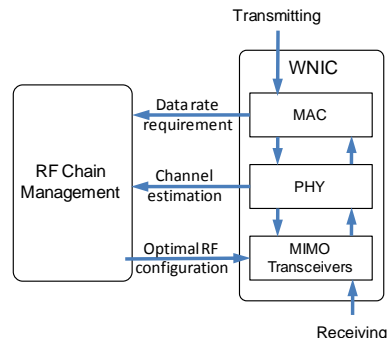 Transmitting
WNIC
MAC
Data rate
requirement
RF Chain
Management
Channel
estimation
PHY
Optimal RF
configuration
MIMO
Transceivers
Receiving